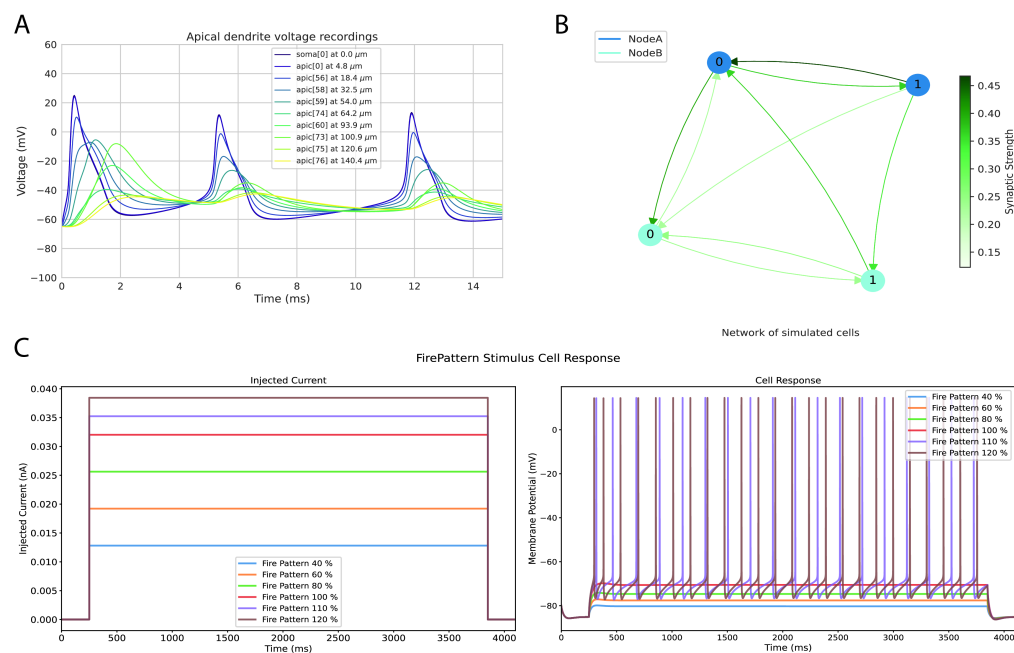 A
Apical dendrite voltage recordings
60
40
20
0
−20
−40
−60
−80
−100
Voltage (mV)
soma[0] at 0.0 μm
apic[0] at 4.8 μm
apic[56] at 18.4 μm
apic[58] at 32.5 μm
apic[59] at 54.0 μm
apic[74] at 64.2 μm
apic[60] at 93.9 μm
apic[73] at 100.9 μm
apic[75] at 120.6 μm
apic[76] at 140.4 μm
0 2 4 6 8 10 12 14
Time (ms)
B
NodeA
NodeB
0
1
0
1
0.45
0.40
0.35
0.30
0.25
0.20
0.15
Synaptic Strength
Network of simulated cells
C
FirePattern Stimulus Cell Response
Injected Current
0.040
0.035
0.030
0.025
0.020
0.015
0.010
0.005
0.000
Injected Current (nA)
Fire Pattern 40 %
Fire Pattern 60 %
Fire Pattern 80 %
Fire Pattern 100 %
Fire Pattern 110 %
Fire Pattern 120 %
0 500 1000 1500 2000 2500 3000 3500 4000
Time (ms)
Cell Response
0
−20
−40
−60
−80
Membrane Potential (mV)
Fire Pattern 40 %
Fire Pattern 60 %
Fire Pattern 80 %
Fire Pattern 100 %
Fire Pattern 110 %
Fire Pattern 120 %
0 500 1000 1500 2000 2500 3000 3500 4000
Time (ms)